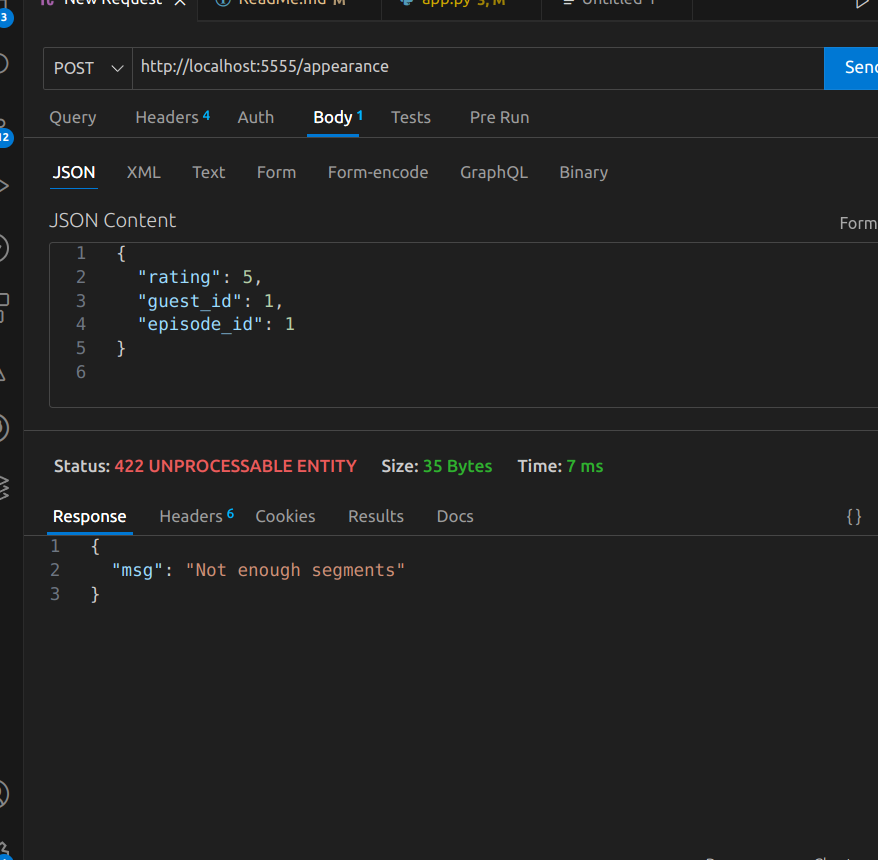 3
New Request
ReadMe.md M
app.py 3, M
Untitled 1
POST http://localhost:5555/appearance Sen
Query Headers 4 Auth Body 1 Tests Pre Run
12
JSON XML Text Form Form-encode GraphQL Binary
JSON Content
Form
1 {
2 "rating": 5,
3 "guest_id": 1,
4 "episode_id": 1
5 }
6
Status: 422 UNPROCESSABLE ENTITY Size: 35 Bytes Time: 7 ms
Response Headers 6 Cookies Results Docs {}
1 {
2 "msg": "Not enough segments"
3 }